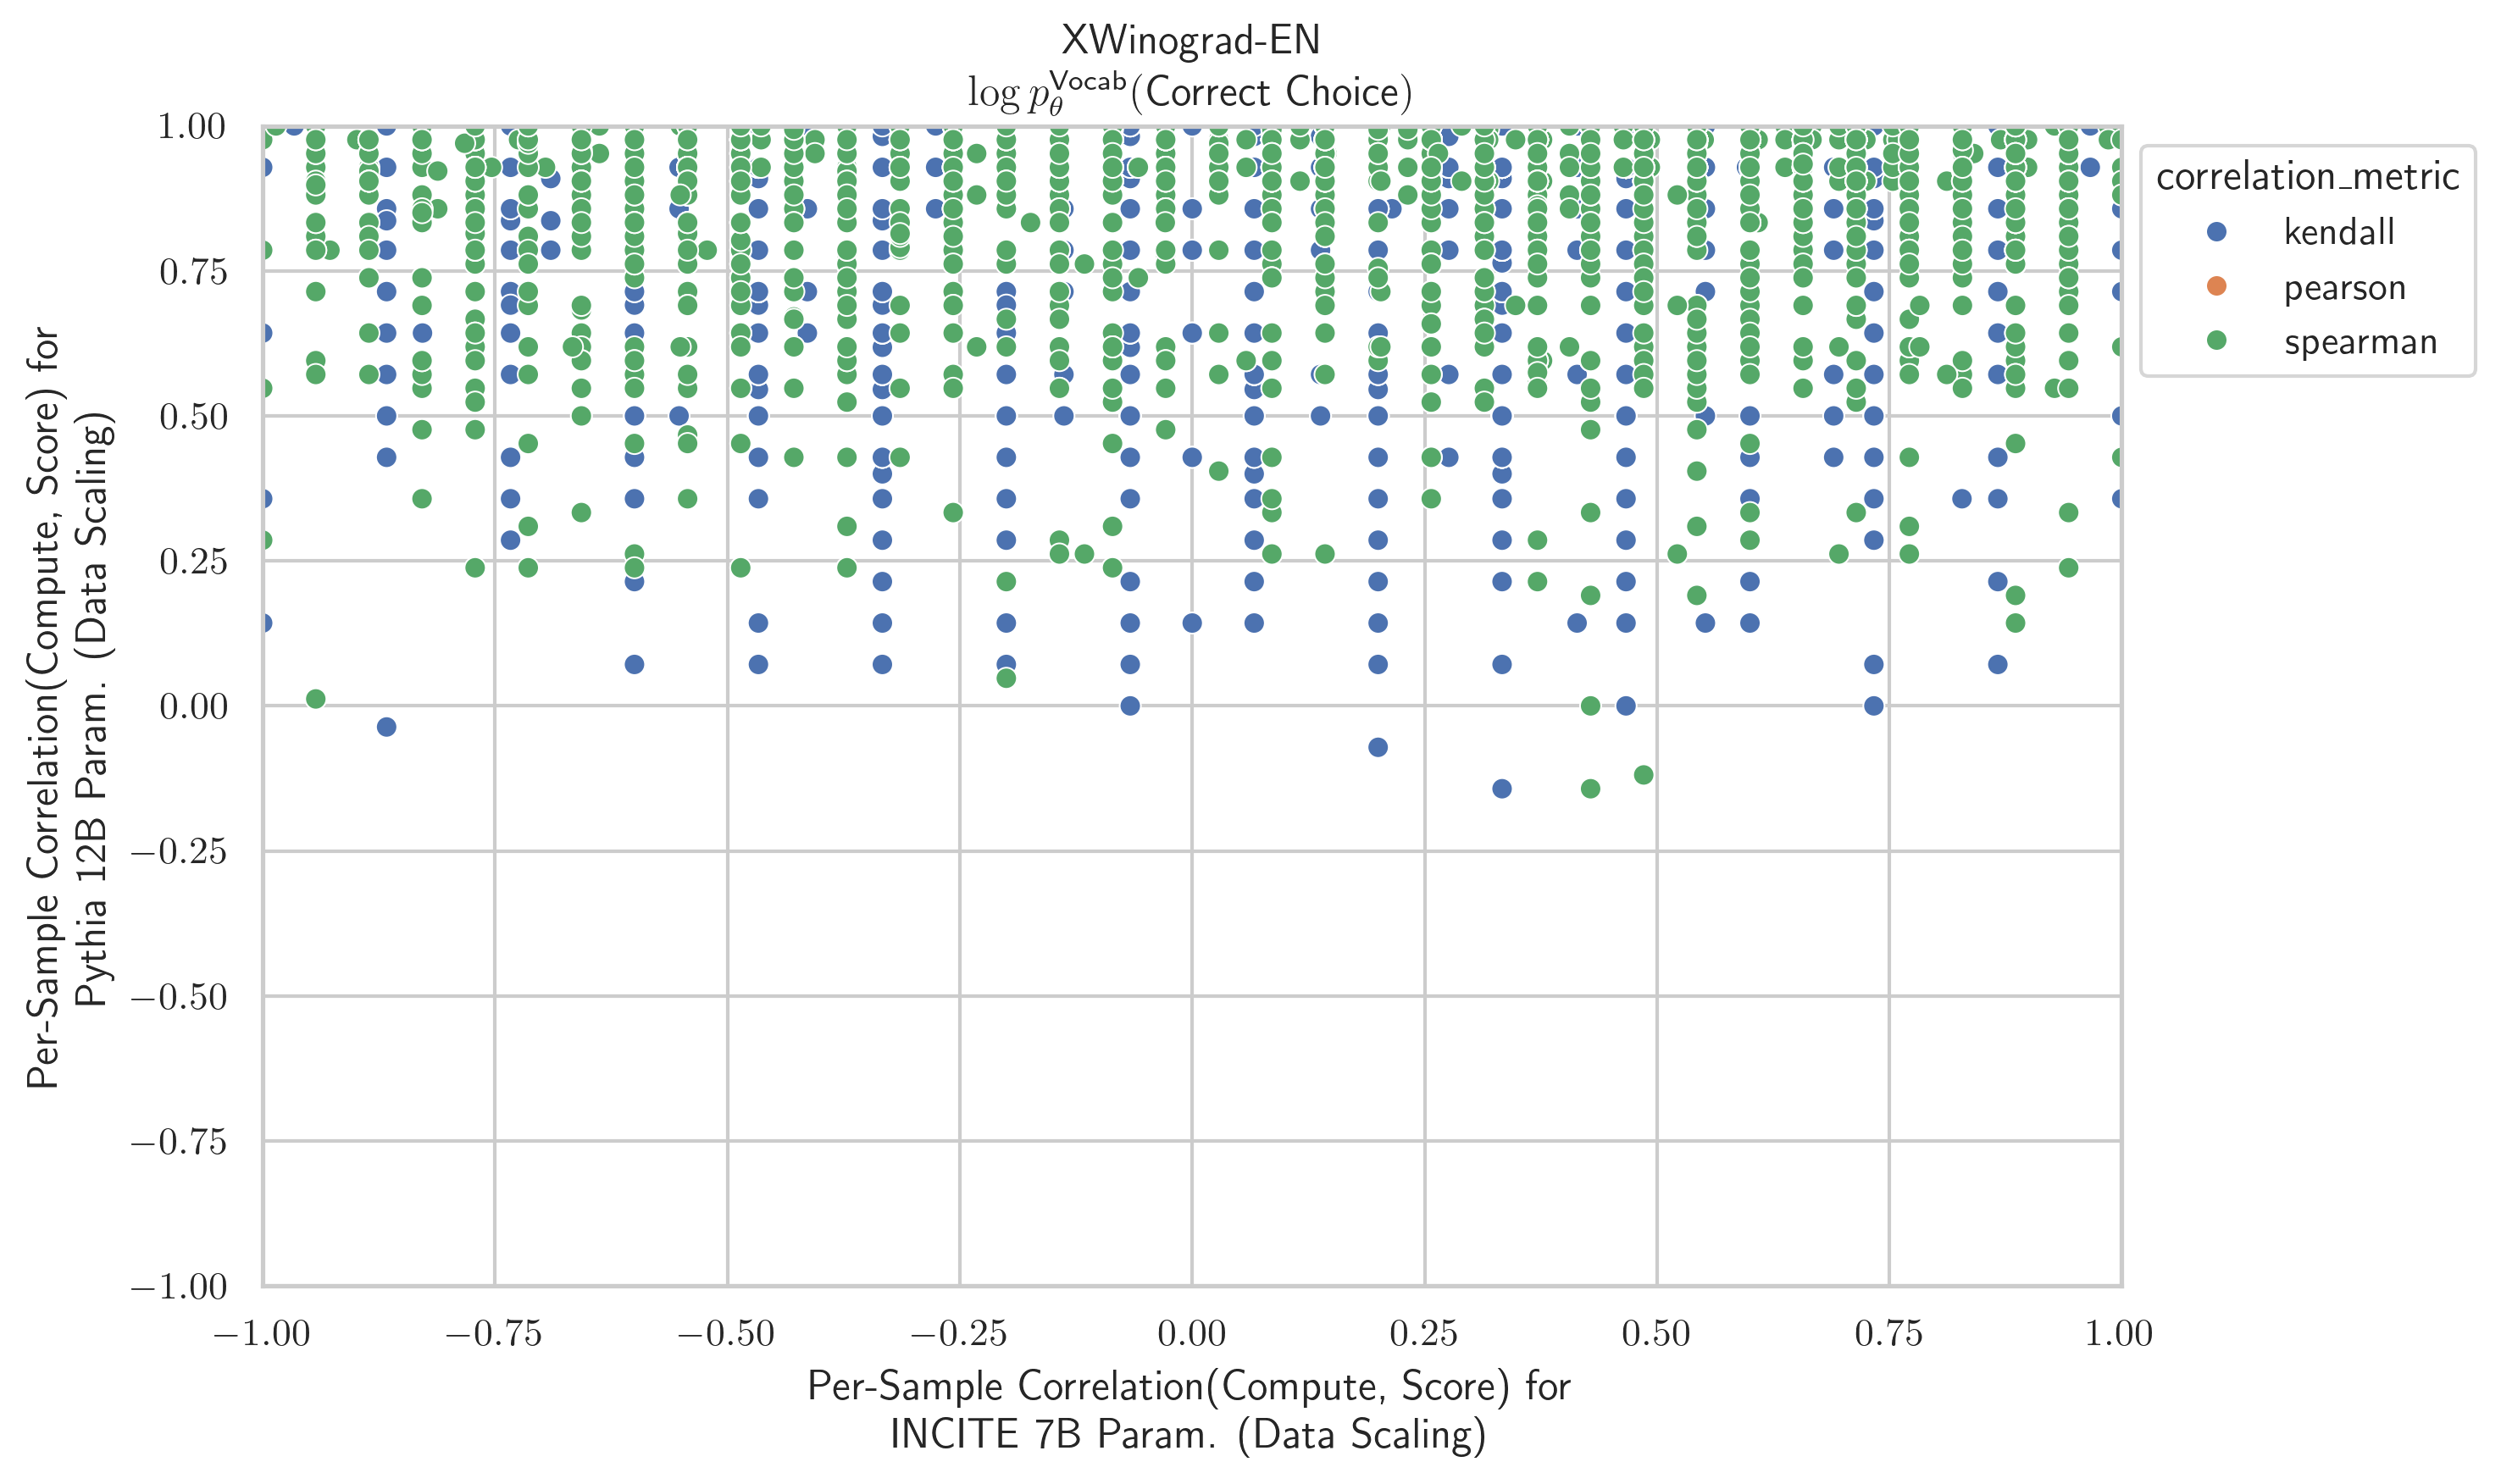 XWinograd-EN
log p_θ^Vocab(Correct Choice)
Per-Sample Correlation(Compute, Score) for
Pythia 12B Param. (Data Scaling)
1.00
0.75
0.50
0.25
0.00
−0.25
−0.50
−0.75
−1.00
correlation_metric
kendall
pearson
spearman
−1.00 −0.75 −0.50 −0.25 0.00 0.25 0.50 0.75 1.00
Per-Sample Correlation(Compute, Score) for
INCITE 7B Param. (Data Scaling)